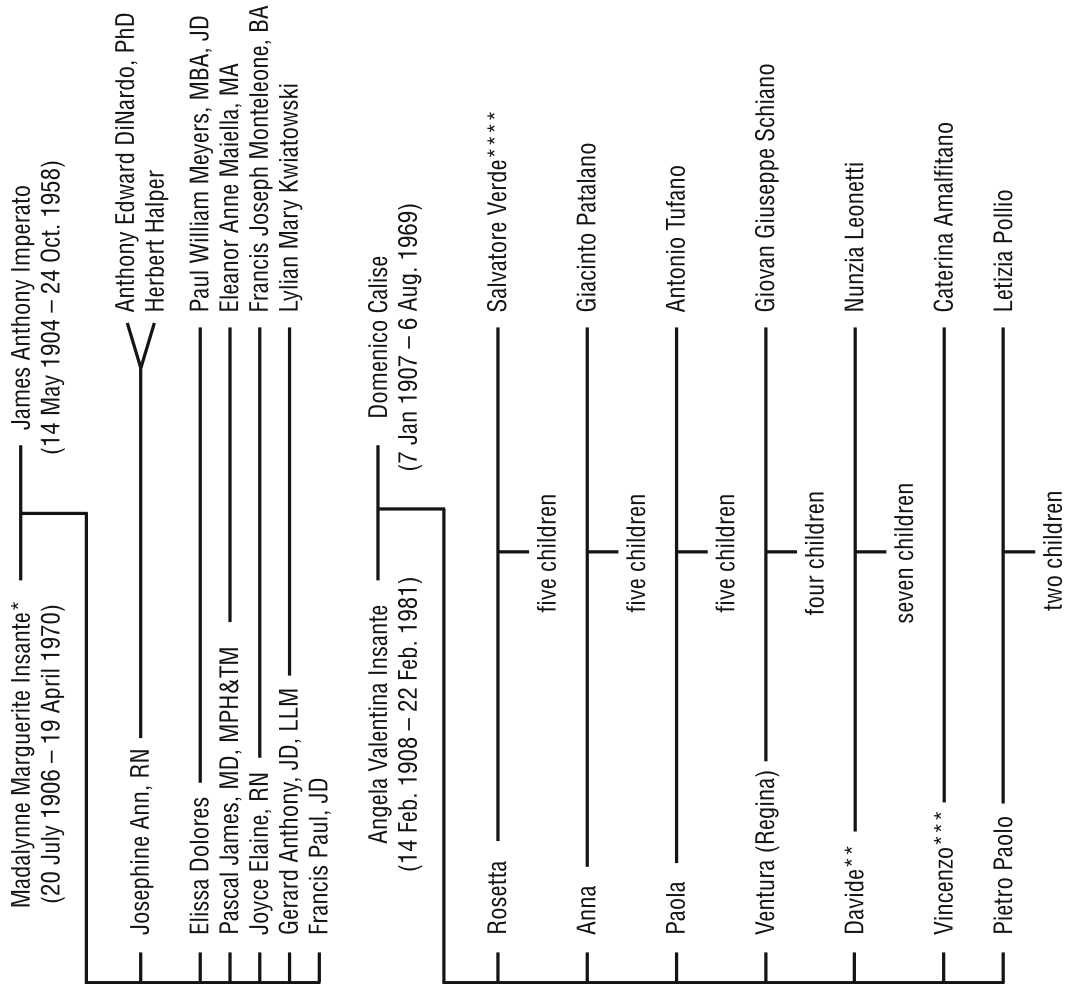 Madalynne Marguerite Insante*
(20 July 1906 – 19 April 1970)
James Anthony Imperato
(14 May 1904 – 24 Oct. 1958)
Josephine Ann, RN
Anthony Edward DiNardo, PhD
Herbert Halper
Elissa Dolores
Paul William Meyers, MBA, JD
Pascal James, MD, MPH&TM
Eleanor Anne Maiella, MA
Joyce Elaine, RN
Francis Joseph Monteleone, BA
Gerard Anthony, JD, LLM
Lylian Mary Kwiatowski
Francis Paul, JD
Angela Valentina Insante
(14 Feb. 1908 – 22 Feb. 1981)
Domenico Calise
(7 Jan 1907 – 6 Aug. 1969)
Rosetta
Salvatore Verde****
five children
Anna
Giacinto Patalano
five children
Paola
Antonio Tufano
five children
Ventura (Regina)
Giovan Giuseppe Schiano
four children
Davide**
Nunzia Leonetti
seven children
Vincenzo***
Caterina Amalfitano
Pietro Paolo
Letizia Pollio
two children